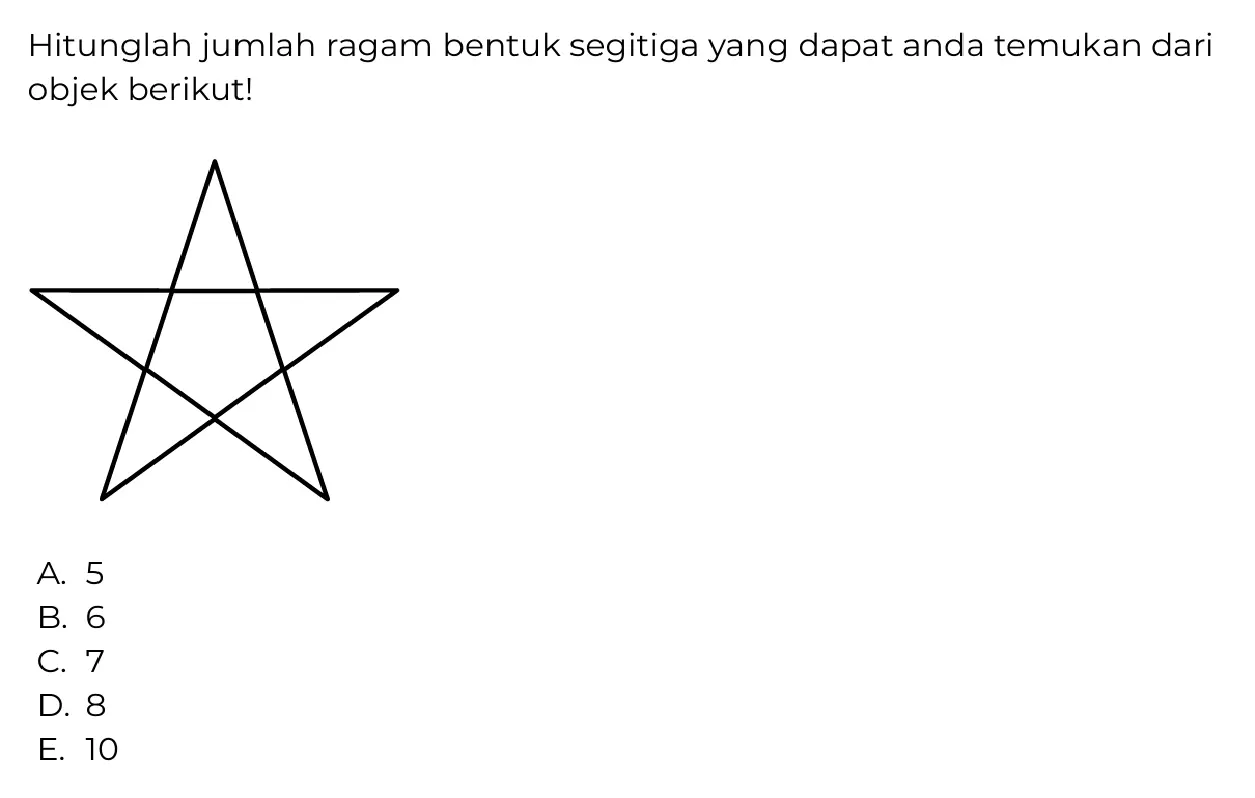 Hitunglah jumlah ragam bentuk segitiga yang dapat anda temukan dari
objek berikut!
A. 5
B. 6
C. 7
D. 8
E. 10